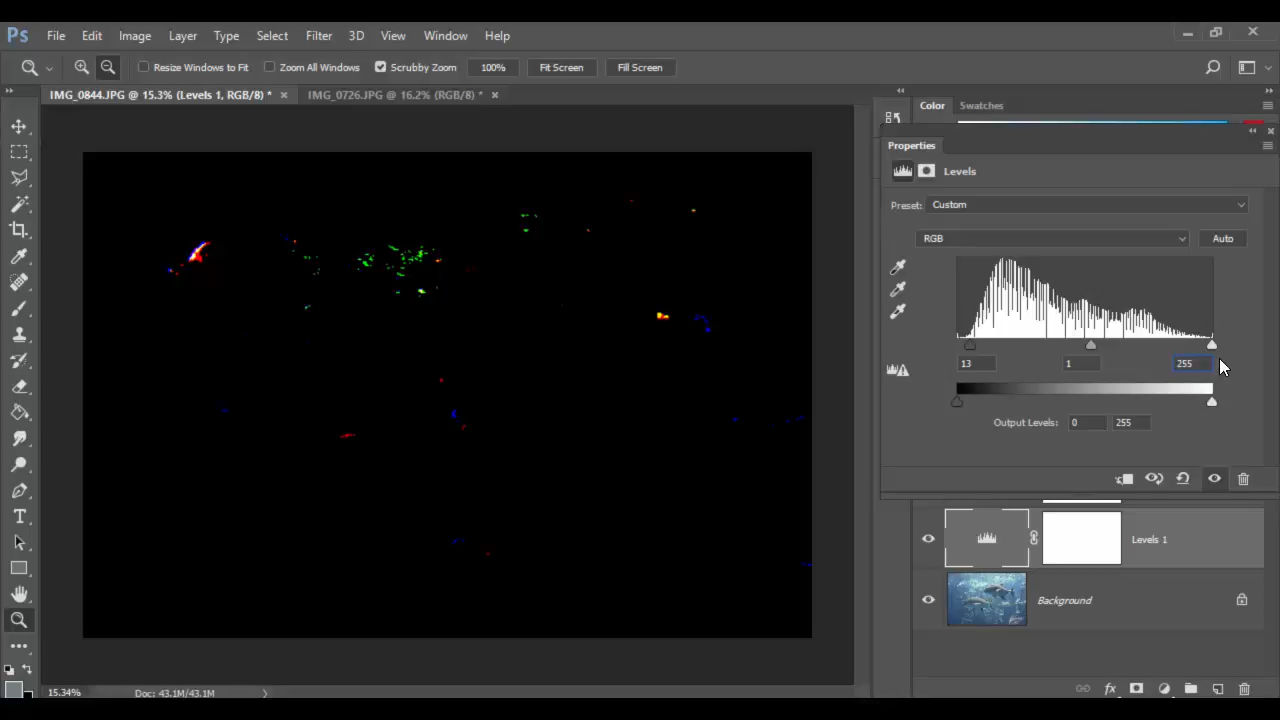 Ps File Edit Image Layer Type Select Filter 3D View Window Help
Resize Windows to Fit Zoom All Windows Scrubby Zoom 100% Fit Screen Fill Screen
IMG_0844.JPG @ 15.3% (Levels 1, RGB/8) * IMG_0726.JPG @ 16.2% (RGB/8) *
Color Swatches
Properties
Levels
Preset: Custom
RGB Auto
13 1 255
Output Levels: 0 255
Levels 1
Background
fx
T
15.34% Doc: 43.1M/43.1M